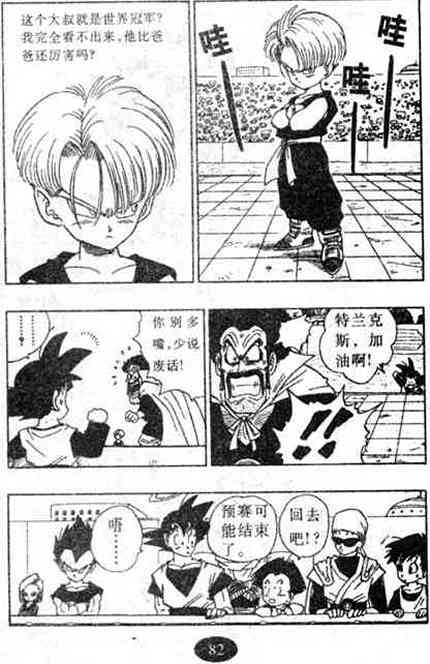 哇
哇
哇
这个大叔就是世界冠军?
我完全看不出来,他比爸
爸还厉害吗?
特兰克
斯,加
油啊!
!!
你别多
嘴,少说
废话!
……
回去
吧!?
预赛可
能结束
了。
唔……
82